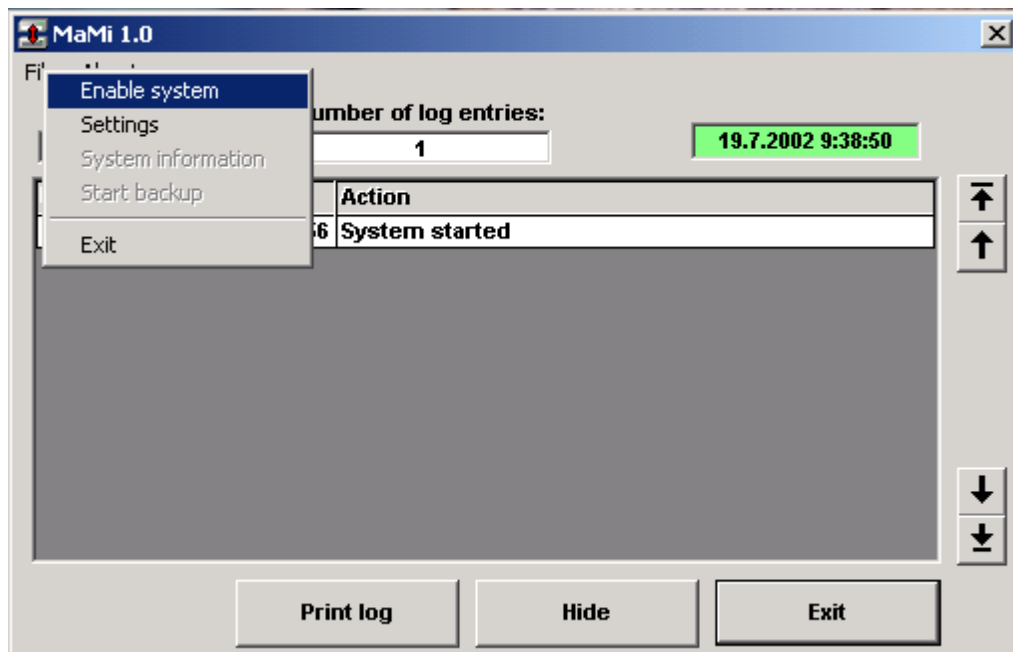 MaMi 1.0
Enable system
Settings
System information
Start backup
Exit
umber of log entries:
1
19.7.2002 9:38:50
Action
56 System started
Print log
Hide
Exit